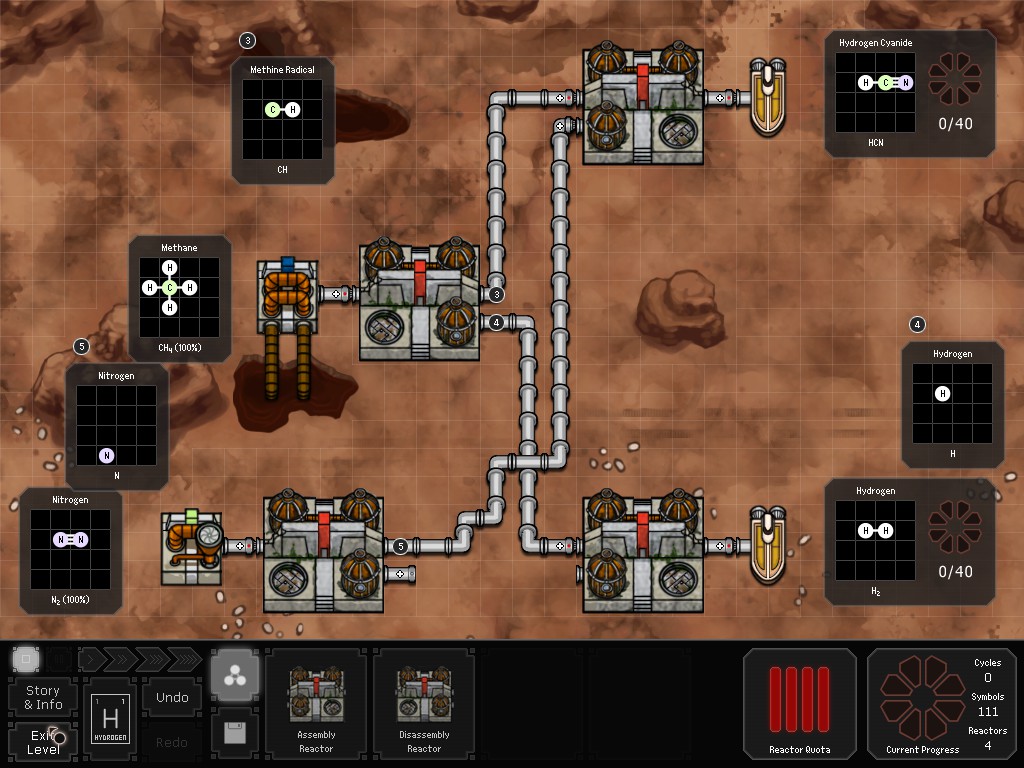 3
Methine Radical
C H
CH
Hydrogen Cyanide
H C N
0/40
HCN
Methane
H
H C H
H
CH4 (100%)
3
4
5
Nitrogen
N
N
4
Hydrogen
H
H
Nitrogen
N N
N2 (100%)
5
Hydrogen
H H
0/40
H2
Story
& Info
Exit
Level
1 1
H
HYDROGEN
Undo
Redo
Assembly
Reactor
Disassembly
Reactor
Reactor Quota
Cycles
0
Symbols
111
Reactors
4
Current Progress